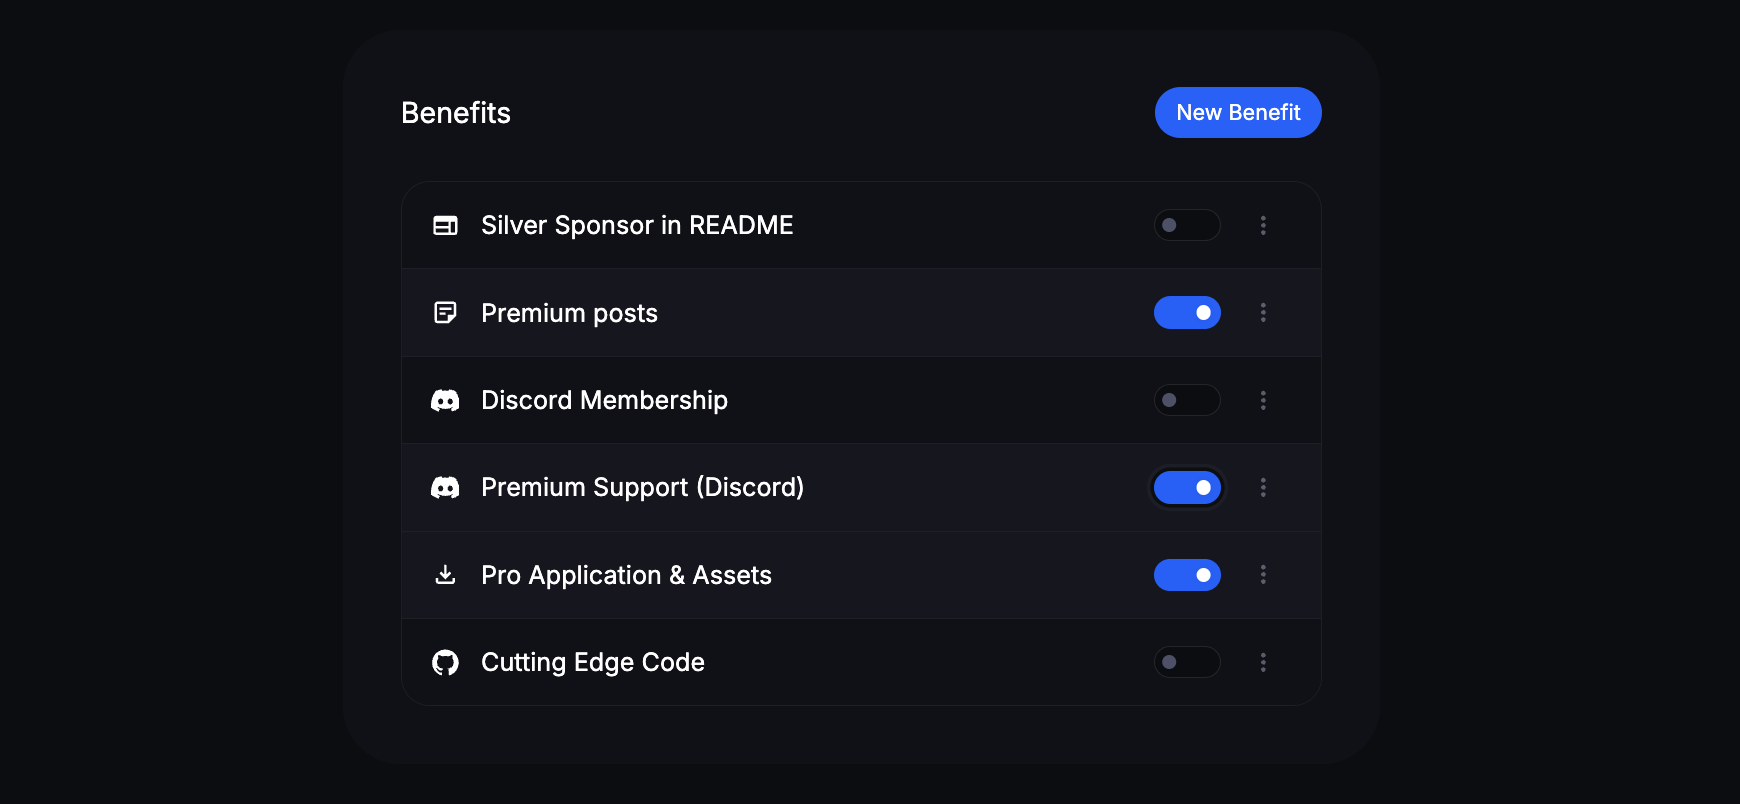 Benefits
New Benefit
Silver Sponsor in README
Premium posts
Discord Membership
Premium Support (Discord)
Pro Application & Assets
Cutting Edge Code